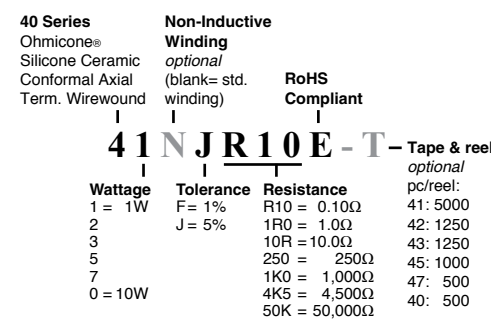 40 Series
Ohmicone®
Silicone Ceramic
Conformal Axial
Term. Wirewound
Non-Inductive
Winding
optional
(blank= std.
winding)
RoHS
Compliant
41NJR10E-T
Tape & reel
optional
pc/reel:
41: 5000
42: 1250
43: 1250
45: 1000
47: 500
40: 500
Wattage
1 = 1W
2
3
5
7
0 = 10W
Tolerance
F= 1%
J = 5%
Resistance
R10 = 0.10Ω
1R0 = 1.0Ω
10R =10.0Ω
250 = 250Ω
1K0 = 1,000Ω
4K5 = 4,500Ω
50K = 50,000Ω